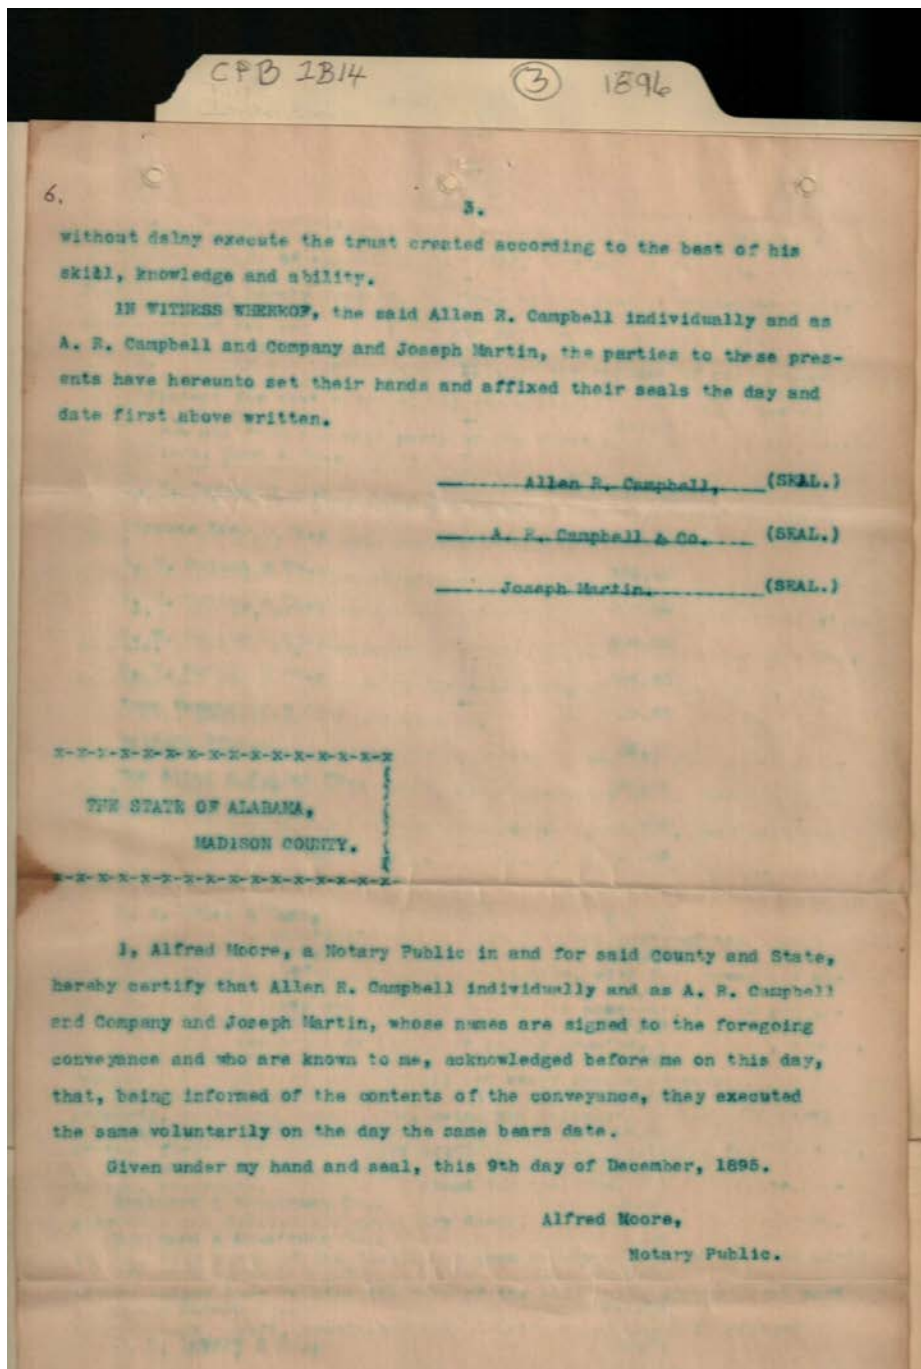 CPB 2B14 3 1896
6.
3.
without delay execute the trust created according to the best of his
skill, knowledge and ability.
IN WITNESS WHEREOF, the said Allen R. Campbell individually and as
A. R. Campbell and Company and Joseph Martin, the parties to these pres-
ents have hereunto set their hands and affixed their seals the day and
date first above written.
Allen R. Campbell, (SEAL.)
A. R. Campbell & Co. (SEAL.)
Joseph Martin. (SEAL.)
x-x-x-x-x-x-x-x-x-x-x-x-x-x-x-x
THE STATE OF ALABAMA,
MADISON COUNTY.
x-x-x-x-x-x-x-x-x-x-x-x-x-x-x-x-
I, Alfred Moore, a Notary Public in and for said County and State,
hereby certify that Allen R. Campbell individually and as A. R. Campbell
and Company and Joseph Martin, whose names are signed to the foregoing
conveyance and who are known to me, acknowledged before me on this day,
that, being informed of the contents of the conveyance, they executed
the same voluntarily on the day the same bears date.
Given under my hand and seal, this 9th day of December, 1895.
Alfred Moore,
Notary Public.